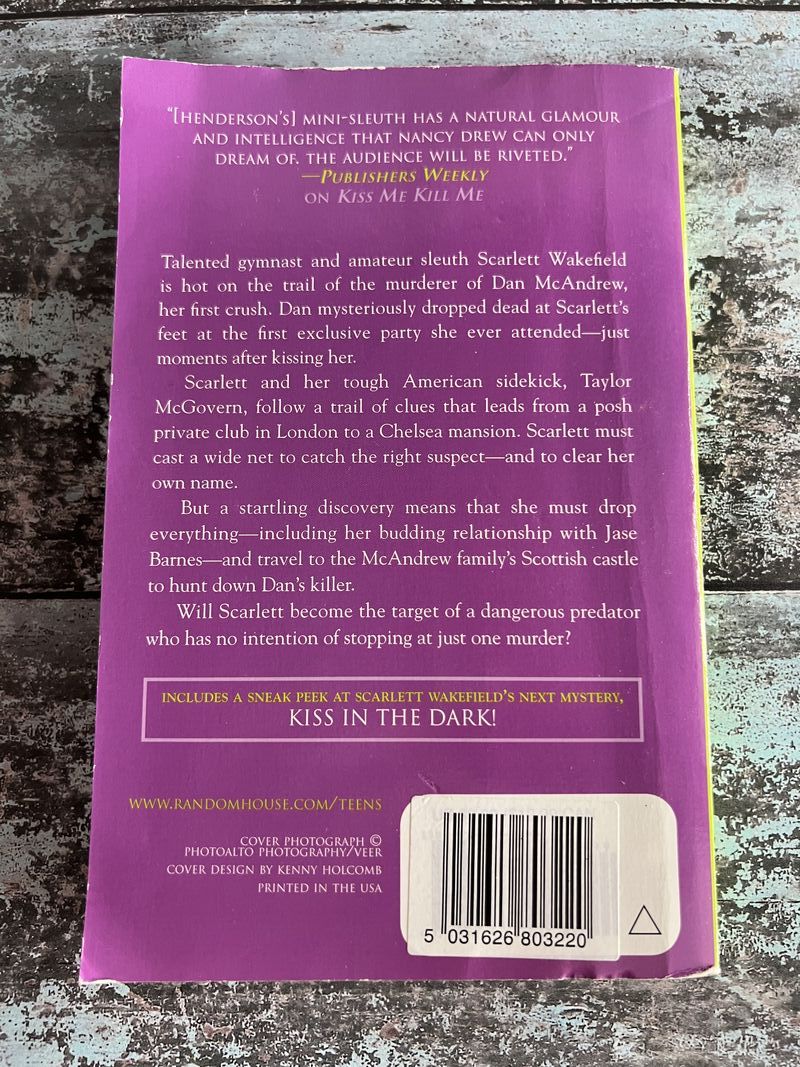 “[HENDERSON’S] MINI-SLEUTH HAS A NATURAL GLAMOUR
AND INTELLIGENCE THAT NANCY DREW CAN ONLY
DREAM OF. THE AUDIENCE WILL BE RIVETED.”
—PUBLISHERS WEEKLY
ON KISS ME KILL ME
Talented gymnast and amateur sleuth Scarlett Wakefield
is hot on the trail of the murderer of Dan McAndrew,
her first crush. Dan mysteriously dropped dead at Scarlett’s
feet at the first exclusive party she ever attended—just
moments after kissing her.
Scarlett and her tough American sidekick, Taylor
McGovern, follow a trail of clues that leads from a posh
private club in London to a Chelsea mansion. Scarlett must
cast a wide net to catch the right suspect—and to clear her
own name.
But a startling discovery means that she must drop
everything—including her budding relationship with Jase
Barnes—and travel to the McAndrew family’s Scottish castle
to hunt down Dan’s killer.
Will Scarlett become the target of a dangerous predator
who has no intention of stopping at just one murder?
INCLUDES A SNEAK PEEK AT SCARLETT WAKEFIELD’S NEXT MYSTERY,
KISS IN THE DARK!
WWW.RANDOMHOUSE.COM/TEENS
COVER PHOTOGRAPH ©
PHOTOALTO PHOTOGRAPHY/VEER
COVER DESIGN BY KENNY HOLCOMB
PRINTED IN THE USA
5 031626 803220